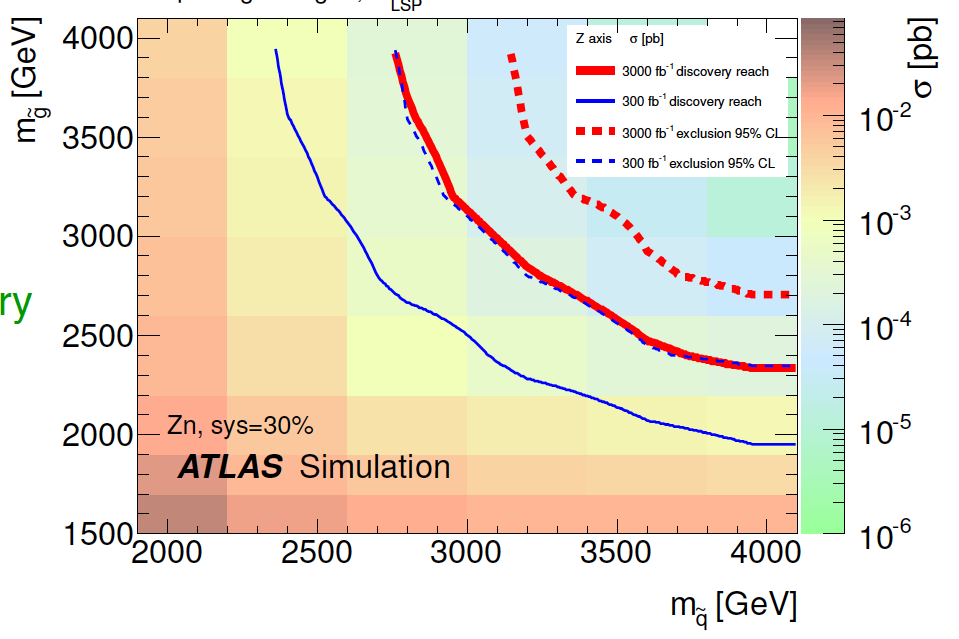 LSP
m_g̃ [GeV]
4000
3500
3000
2500
2000
1500
Z axis σ [pb]
3000 fb⁻¹ discovery reach
300 fb⁻¹ discovery reach
3000 fb⁻¹ exclusion 95% CL
300 fb⁻¹ exclusion 95% CL
ry
Zn, sys=30%
ATLAS Simulation
2000 2500 3000 3500 4000
m_q̃ [GeV]
σ [pb]
10⁻²
10⁻³
10⁻⁴
10⁻⁵
10⁻⁶